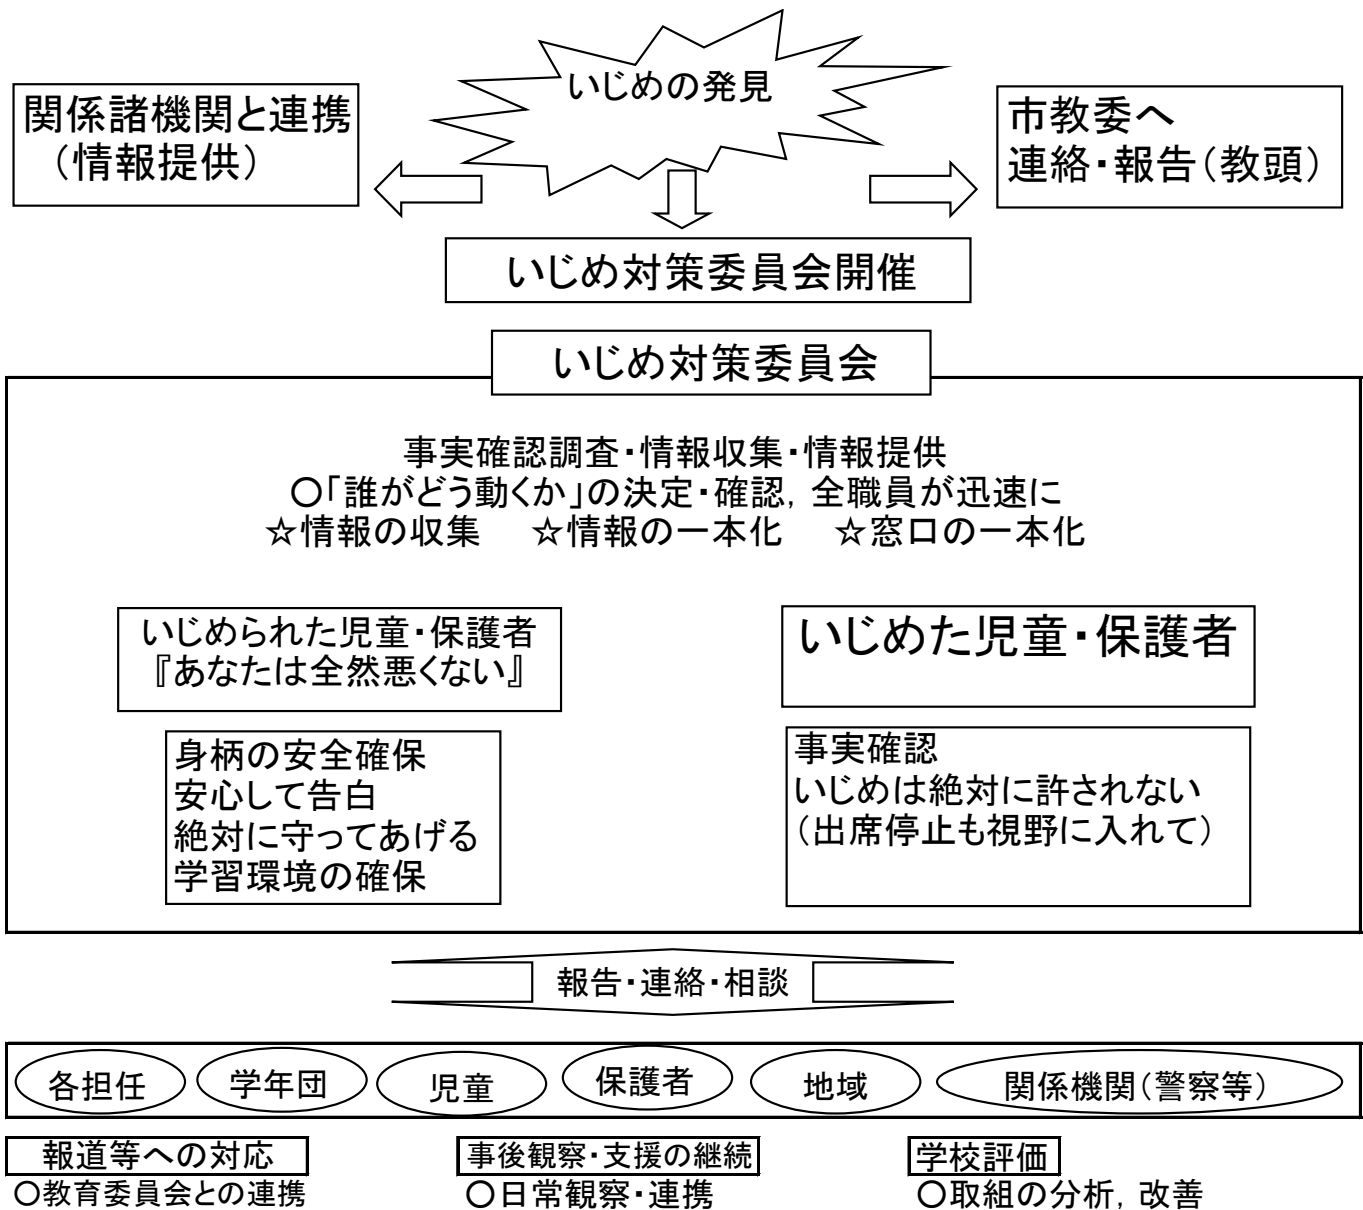 いじめの発見
関係諸機関と連携
（情報提供）
市教委へ
連絡・報告（教頭）
いじめ対策委員会開催
いじめ対策委員会
事実確認調査・情報収集・情報提供
○「誰がどう動くか」の決定・確認，全職員が迅速に
☆情報の収集　☆情報の一本化　☆窓口の一本化
いじめられた児童・保護者
『あなたは全然悪くない』
いじめた児童・保護者
身柄の安全確保
安心して告白
絶対に守ってあげる
学習環境の確保
事実確認
いじめは絶対に許されない
（出席停止も視野に入れて）
報告・連絡・相談
各担任　学年団　児童　保護者　地域　関係機関（警察等）
報道等への対応
○教育委員会との連携
事後観察・支援の継続
○日常観察・連携
学校評価
○取組の分析，改善